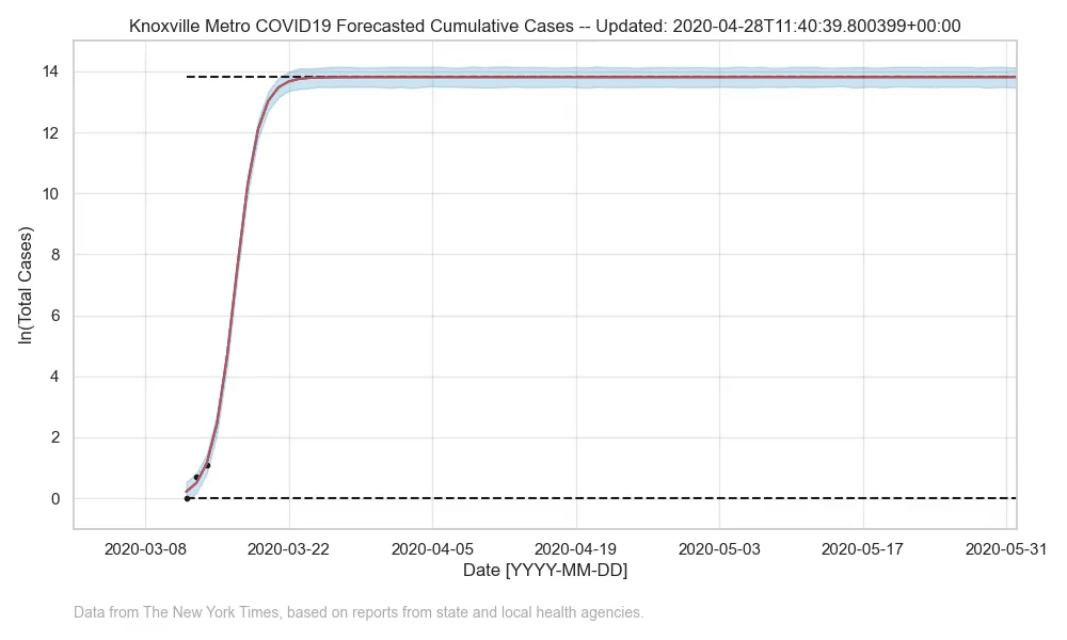 Knoxville Metro COVID19 Forecasted Cumulative Cases -- Updated: 2020-04-28T11:40:39.800399+00:00
14
12
10
8
6
4
2
0
ln(Total Cases)
2020-03-08 2020-03-22 2020-04-05 2020-04-19 2020-05-03 2020-05-17 2020-05-31
Date [YYYY-MM-DD]
Data from The New York Times, based on reports from state and local health agencies.